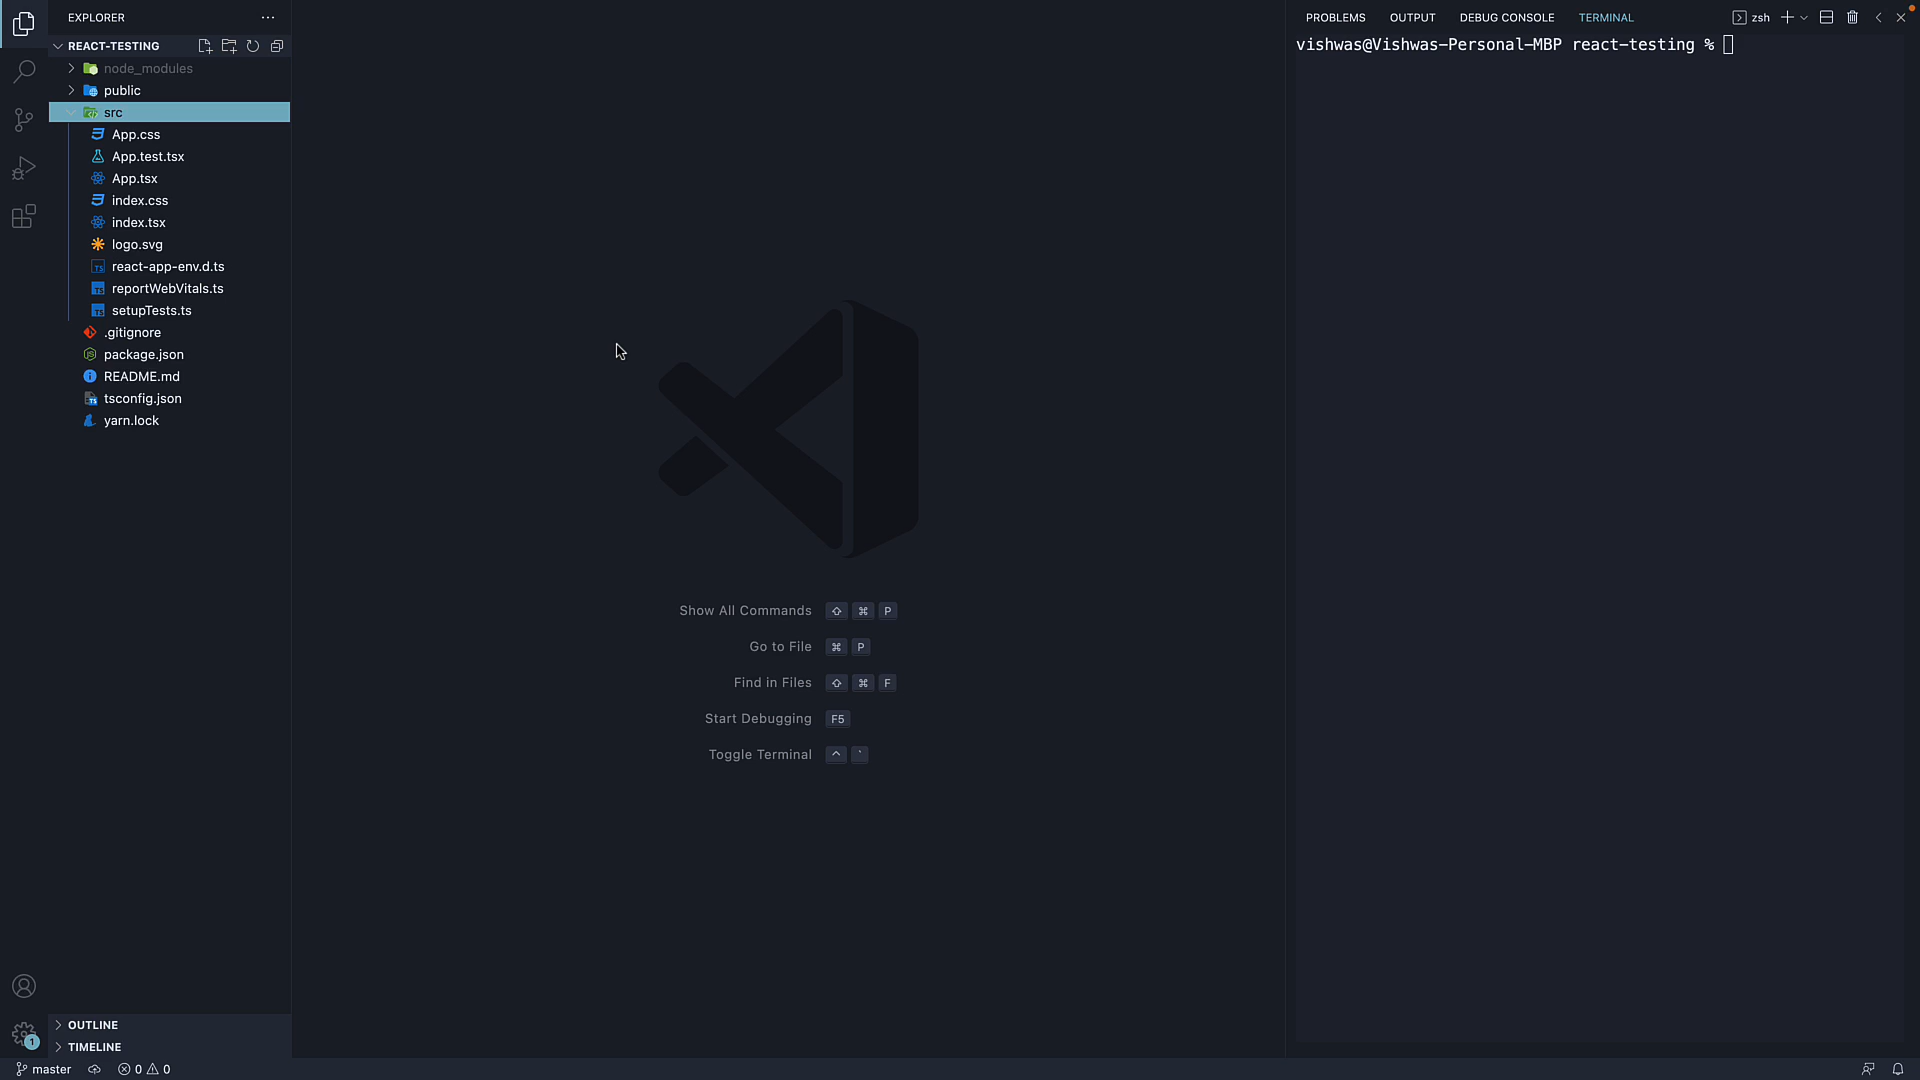 EXPLORER
REACT-TESTING
node_modules
public
src
App.css
App.test.tsx
App.tsx
index.css
index.tsx
logo.svg
react-app-env.d.ts
reportWebVitals.ts
setupTests.ts
.gitignore
package.json
README.md
tsconfig.json
yarn.lock
OUTLINE
TIMELINE
1
master
0
0
Show All Commands ⇧ ⌘ P
Go to File ⌘ P
Find in Files ⇧ ⌘ F
Start Debugging F5
Toggle Terminal ^ `
PROBLEMS OUTPUT DEBUG CONSOLE TERMINAL zsh
vishwas@Vishwas-Personal-MBP react-testing %